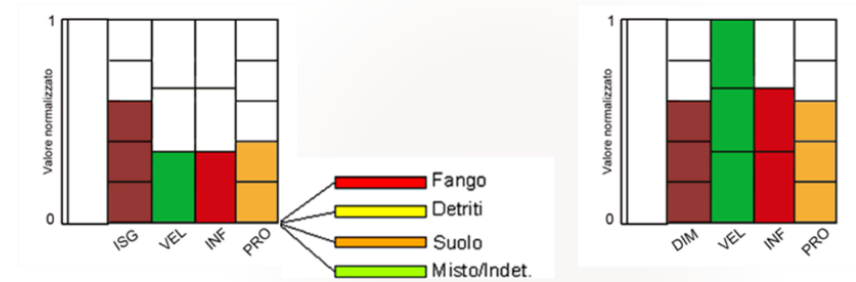 1
Valore normalizzato
0
ISG
VEL
INF
PRO
Fango
Detriti
Suolo
Misto/Indet.
1
Valore normalizzato
0
DIM
VEL
INF
PRO